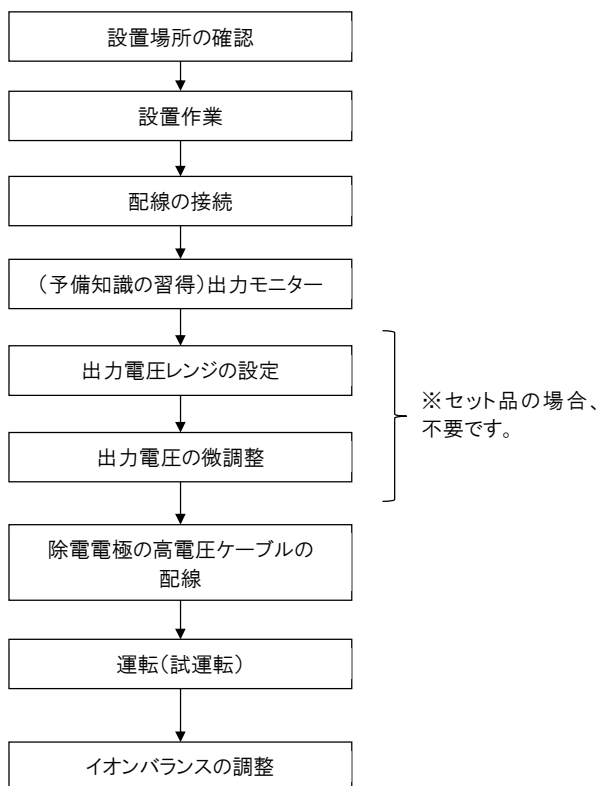 設置場所の確認
設置作業
配線の接続
（予備知識の習得）出力モニター
出力電圧レンジの設定
出力電圧の微調整
※セット品の場合、
不要です。
除電電極の高電圧ケーブルの
配線
運転（試運転）
イオンバランスの調整